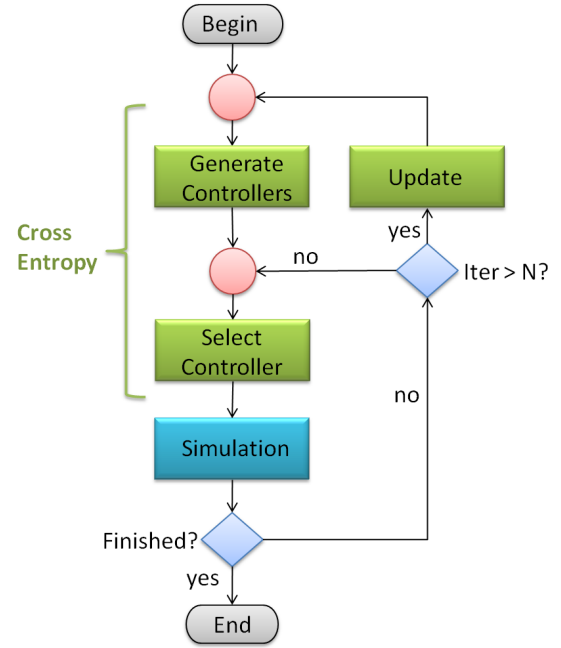 Begin
Generate
Controllers
Update
yes
Cross
Entropy
no
Iter > N?
Select
Controller
no
Simulation
Finished?
yes
End